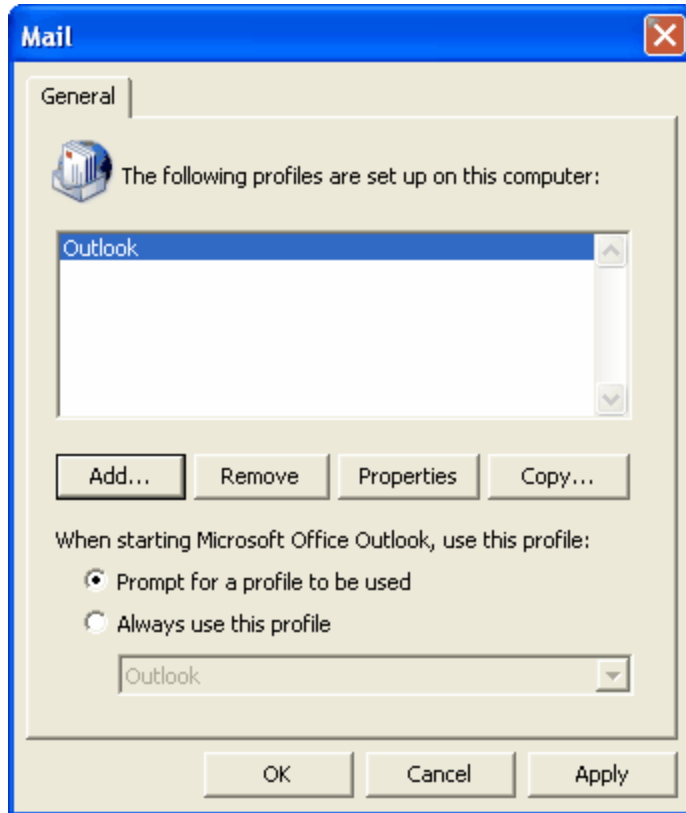 Mail
General
The following profiles are set up on this computer:
Outlook
Add... Remove Properties Copy...
When starting Microsoft Office Outlook, use this profile:
Prompt for a profile to be used
Always use this profile
Outlook
OK Cancel Apply